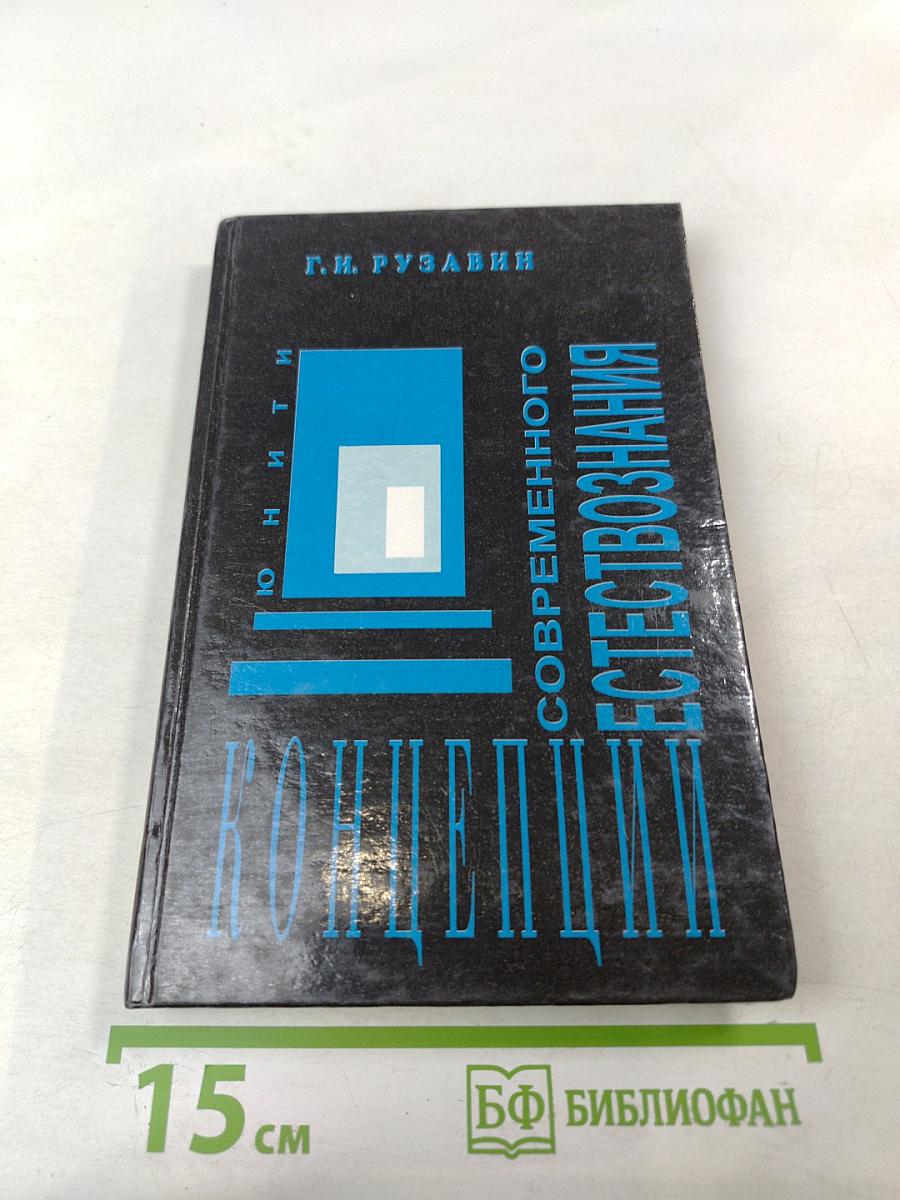 Г.И. РУЗАВИН
ЮНИТИ
КОНЦЕПЦИИ
СОВРЕМЕННОГО
ЕСТЕСТВОЗНАНИЯ
15 см
БФ БИБЛИОФАН